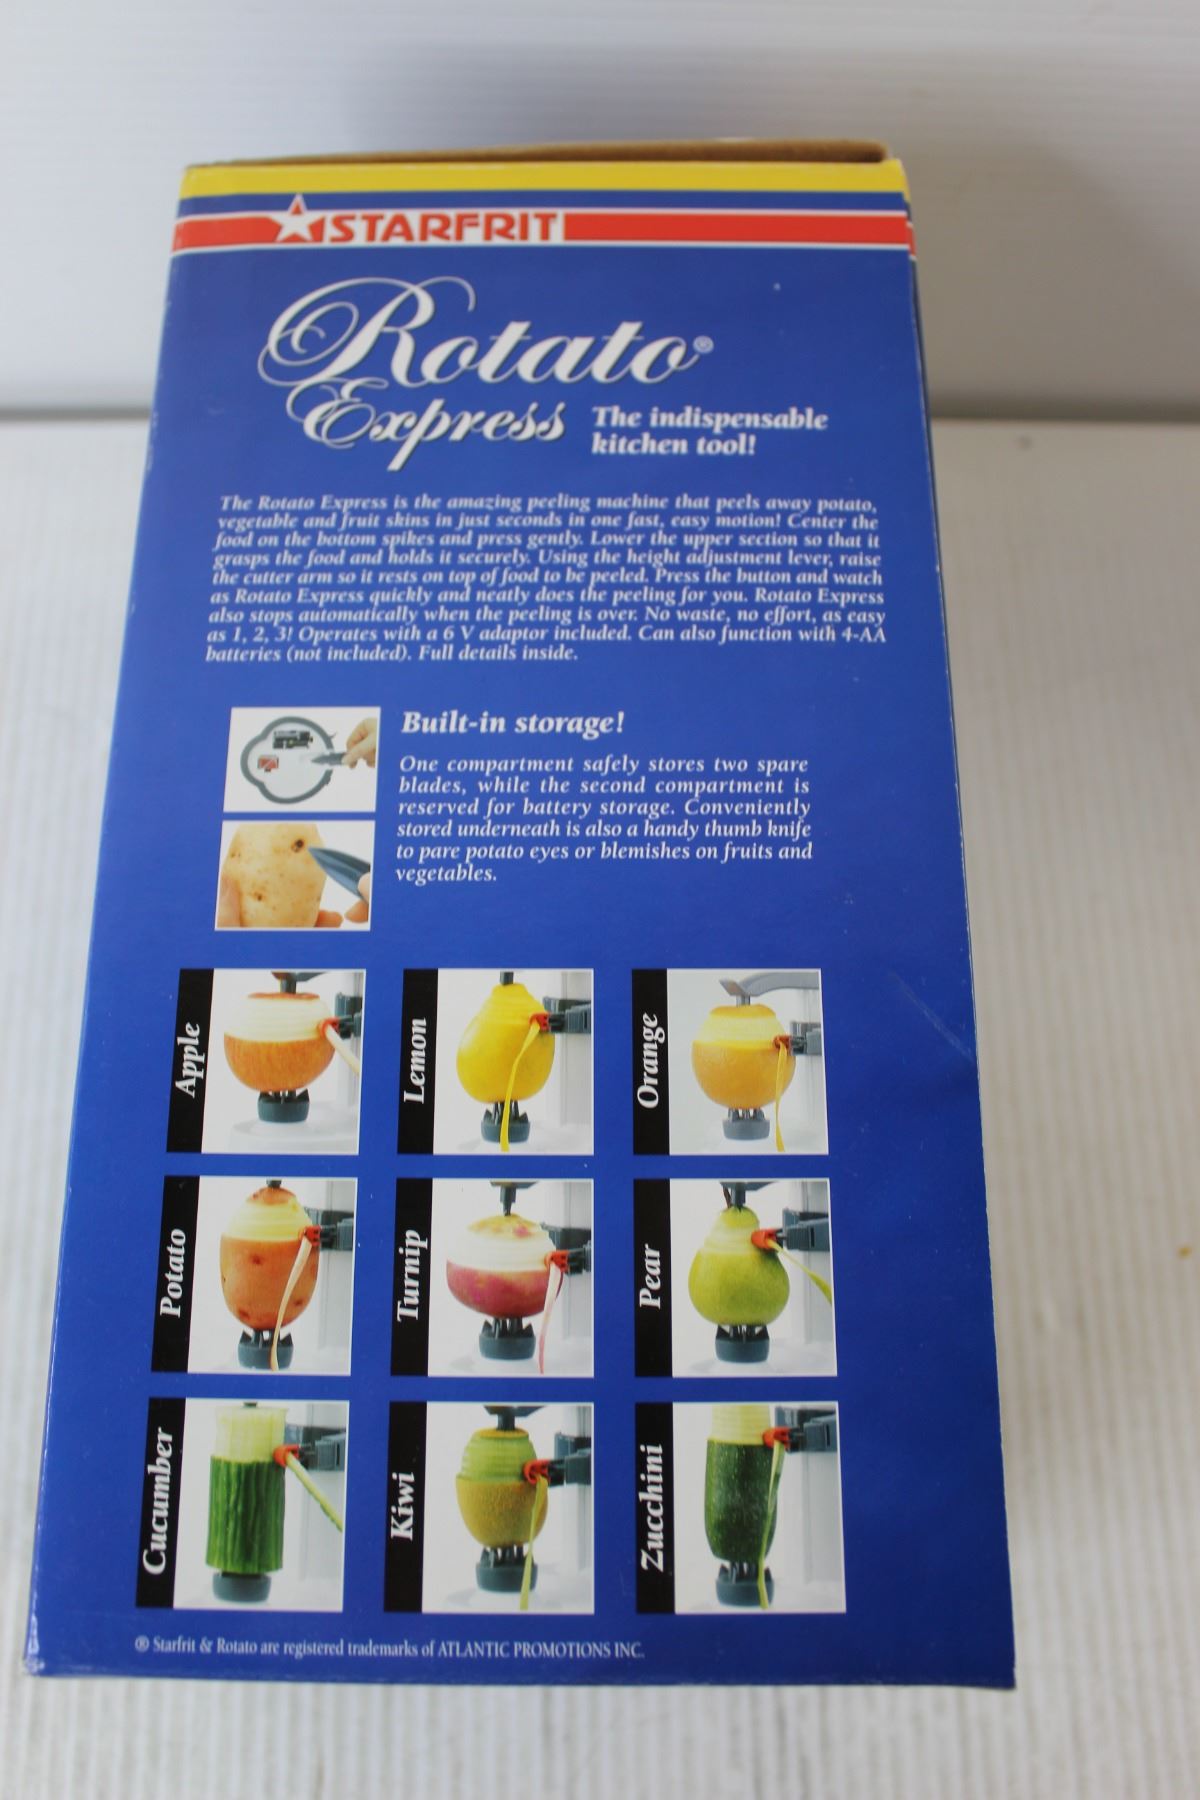 STARFRIT
Rotato®
Express
The indispensable
kitchen tool!
The Rotato Express is the amazing peeling machine that peels away potato,
vegetable and fruit skins in just seconds in one fast, easy motion! Center the
food on the bottom spikes and press gently. Lower the upper section so that it
grasps the food and holds it securely. Using the height adjustment lever, raise
the cutter arm so it rests on top of food to be peeled. Press the button and watch
as Rotato Express quickly and neatly does the peeling for you. Rotato Express
also stops automatically when the peeling is over. No waste, no effort, as easy
as 1, 2, 3! Operates with a 6 V adaptor included. Can also function with 4-AA
batteries (not included). Full details inside.
Built-in storage!
One compartment safely stores two spare
blades, while the second compartment is
reserved for battery storage. Conveniently
stored underneath is also a handy thumb knife
to pare potato eyes or blemishes on fruits and
vegetables.
Apple
Lemon
Orange
Potato
Turnip
Pear
Cucumber
Kiwi
Zucchini
® Starfrit & Rotato are registered trademarks of ATLANTIC PROMOTIONS INC.